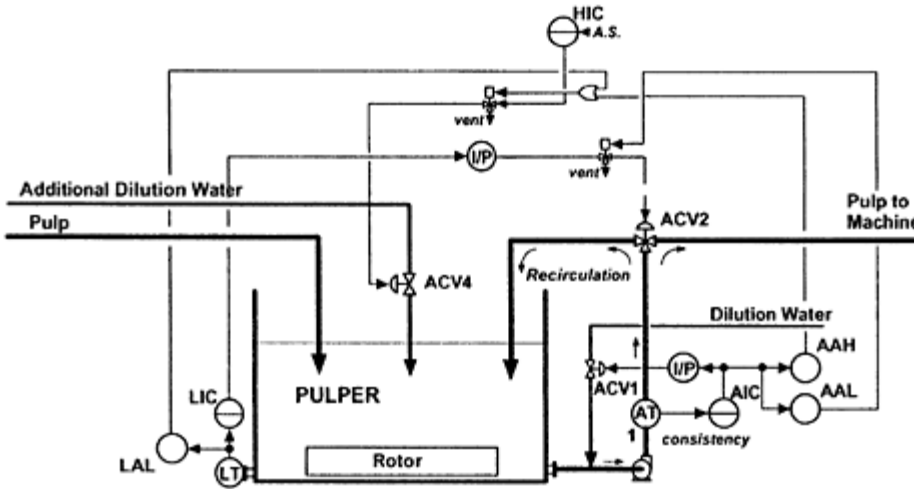 HIC
A.S.
vent
I/P
vent
Additional Dilution Water
Pulp
ACV2
Pulp to
Machine
Recirculation
ACV4
Dilution Water
AAH
I/P
ACV1
AIC
AAL
LIC
PULPER
AT
1
consistency
LAL
LT
Rotor